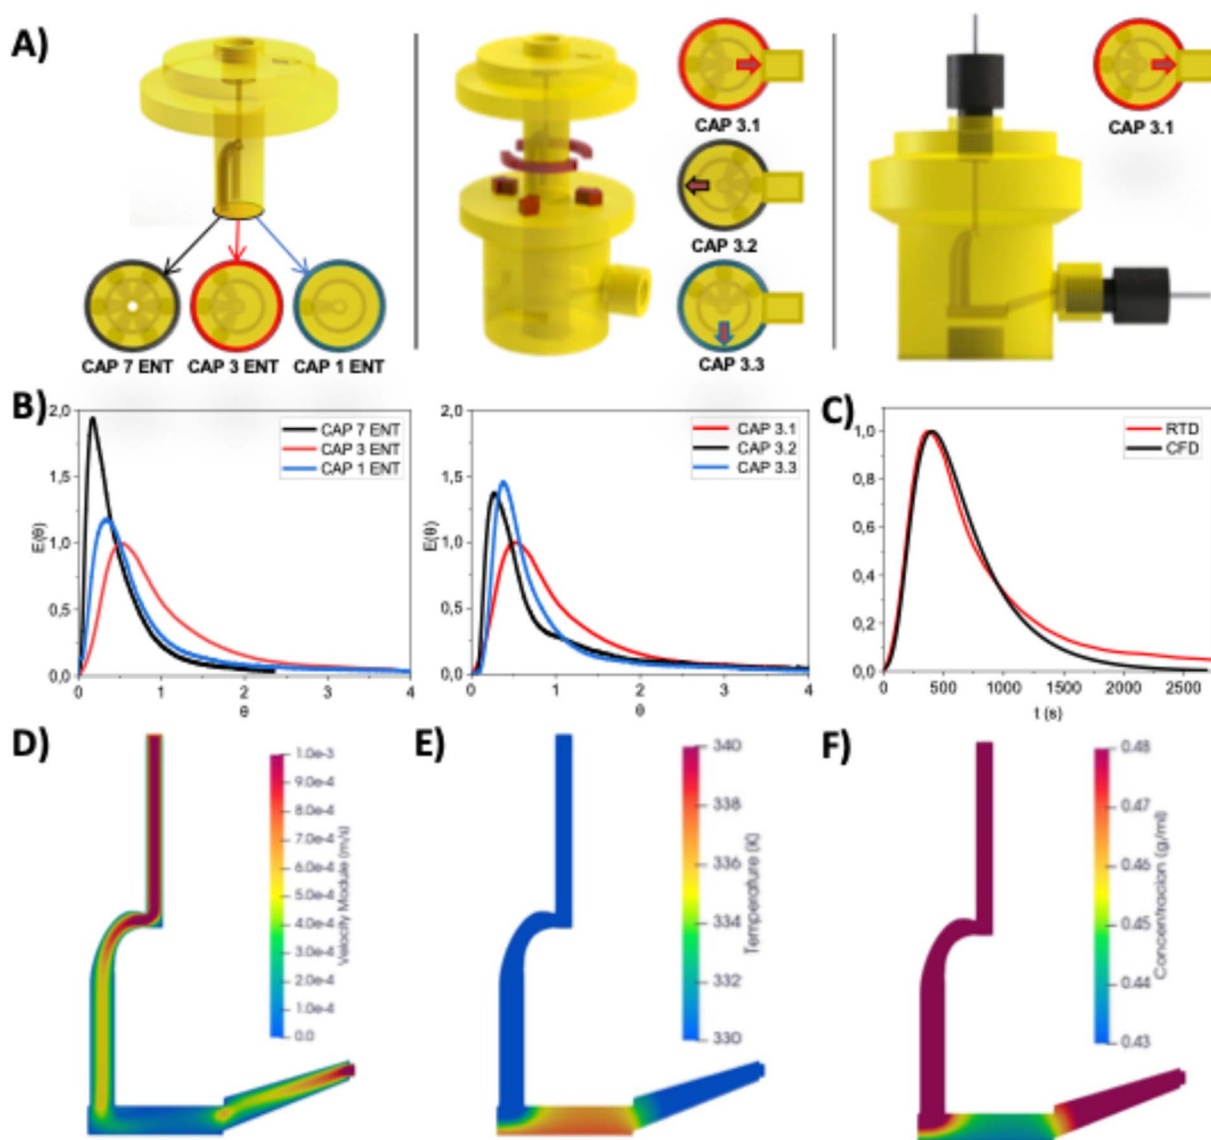 A)
CAP 7 ENT
CAP 3 ENT
CAP 1 ENT
CAP 3.1
CAP 3.2
CAP 3.3
CAP 3.1
B)
2,0
1,5
1,0
0,5
0,0
E(θ)
0 1 2 3 4
θ
CAP 7 ENT
CAP 3 ENT
CAP 1 ENT
2,0
1,5
1,0
0,5
0,0
E(θ)
0 1 2 3 4
θ
CAP 3.1
CAP 3.2
CAP 3.3
C)
1,0
0,8
0,6
0,4
0,2
0,0
0 500 1000 1500 2000 2500
t (s)
RTD
CFD
D)
1.0e-3
9.0e-4
8.0e-4
7.0e-4
6.0e-4
5.0e-4
4.0e-4
3.0e-4
2.0e-4
1.0e-4
0.0
Velocity Module (m/s)
E)
340
338
336
334
332
330
Temperature (K)
F)
0.48
0.47
0.46
0.45
0.44
0.43
Concentracion (g/ml)